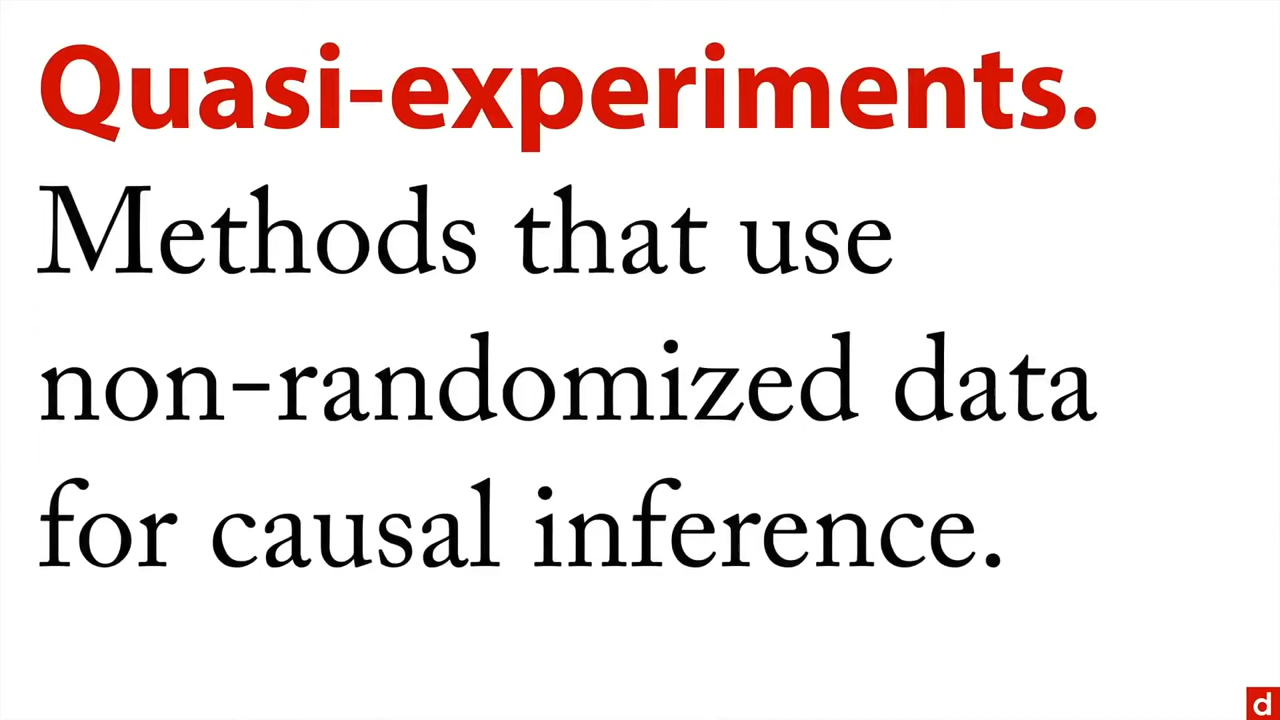 Quasi-experiments.
Methods that use
non-randomized data
for causal inference.
d